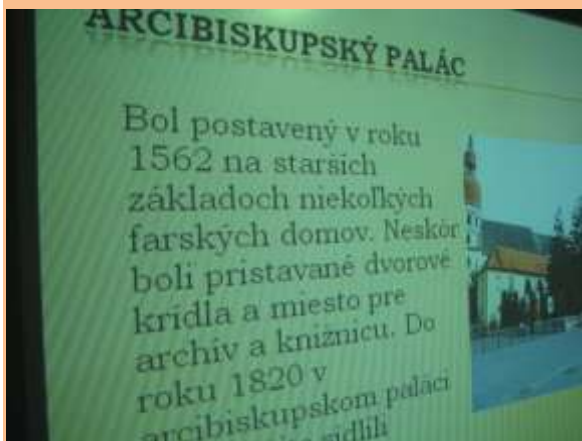 ARCIBISKUPSKÝ PALÁC
Bol postavený v roku
1562 na starších
základoch niekoľkých
farských domov. Neskôr
boli pristavané dvorové
krídla a miesto pre
archív a knižnicu. Do
roku 1820 v
arcibiskupskom paláci
sídlili